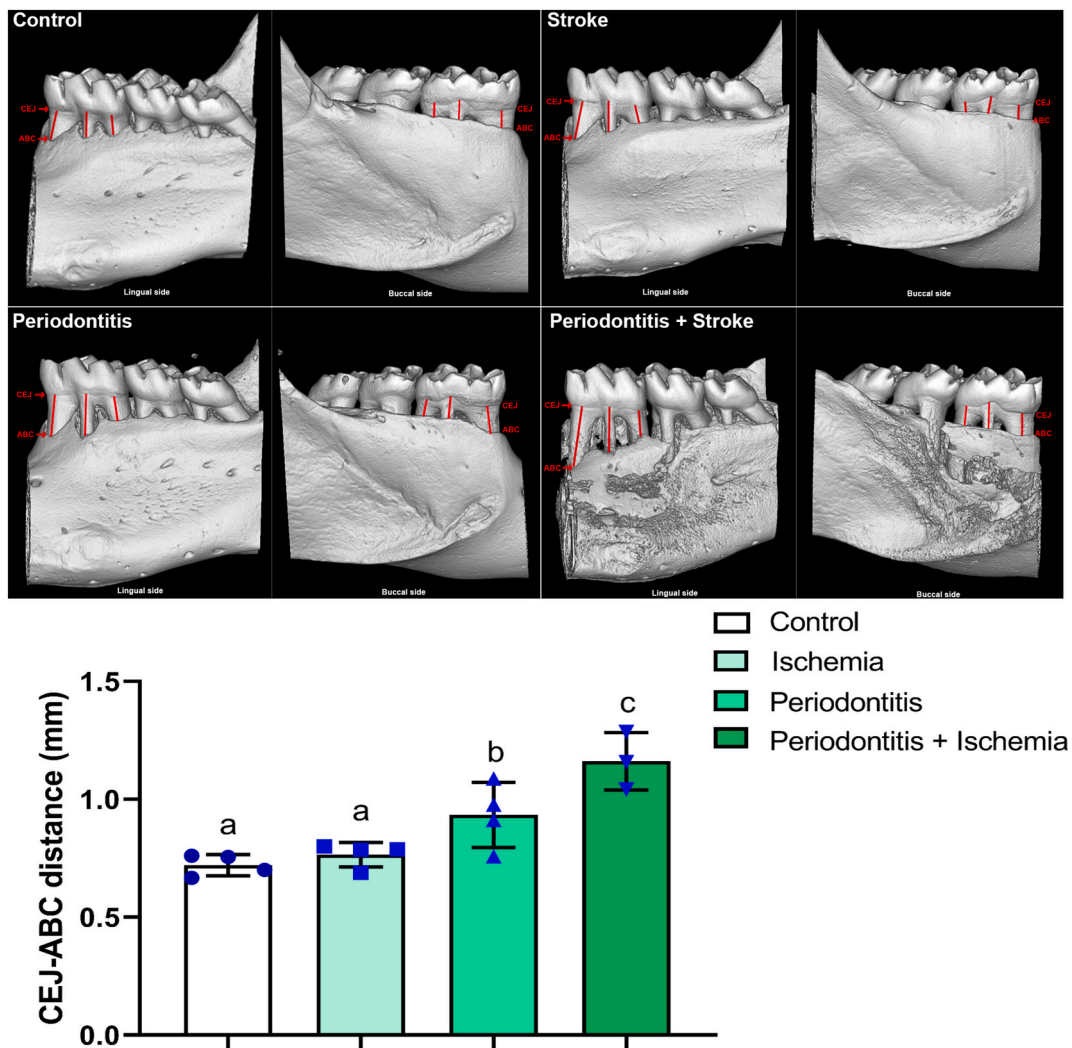 Control
Stroke
CEJ
ABC
CEJ
ABC
CEJ
ABC
CEJ
ABC
Lingual side
Buccal side
Lingual side
Buccal side
Periodontitis
Periodontitis + Stroke
CEJ
ABC
CEJ
ABC
CEJ
ABC
CEJ
ABC
Lingual side
Buccal side
Lingual side
Buccal side
Control
Ischemia
Periodontitis
Periodontitis + Ischemia
CEJ-ABC distance (mm)
1.5
1.0
0.5
0.0
a
a
b
c